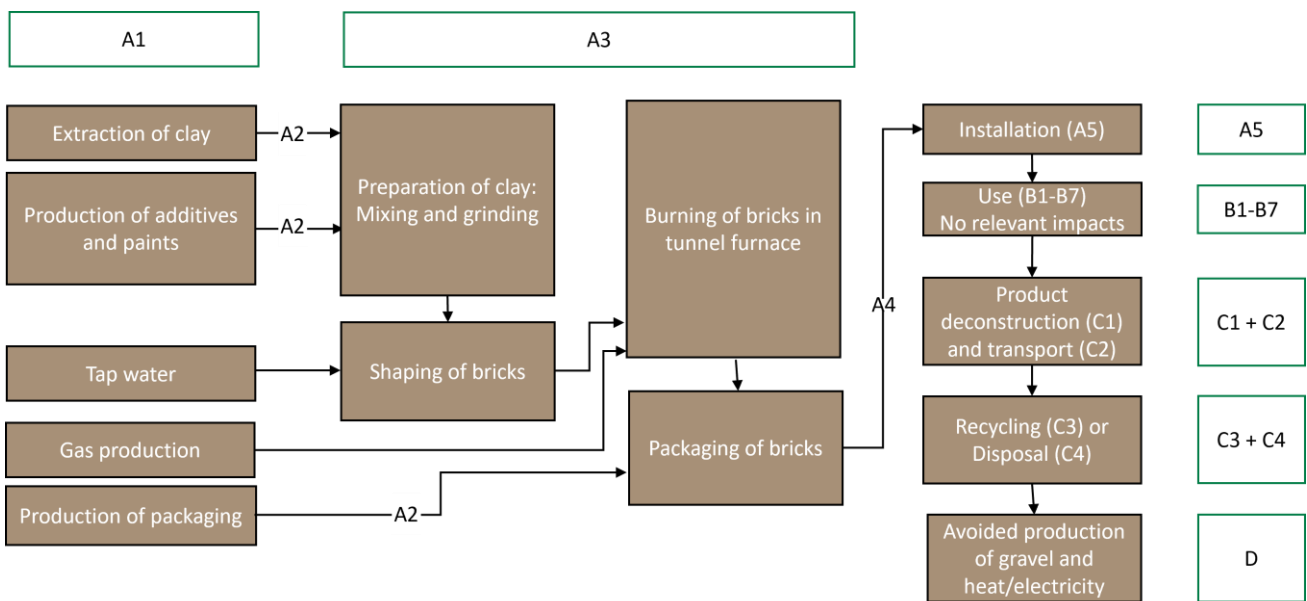 A1
A3
Extraction of clay
A2
Production of additives
and paints
A2
Tap water
Gas production
Production of packaging
A2
Preparation of clay:
Mixing and grinding
Shaping of bricks
Burning of bricks in
tunnel furnace
Packaging of bricks
A4
Installation (A5)
A5
Use (B1-B7)
No relevant impacts
B1-B7
Product
deconstruction (C1)
and transport (C2)
C1 + C2
Recycling (C3) or
Disposal (C4)
C3 + C4
Avoided production
of gravel and
heat/electricity
D